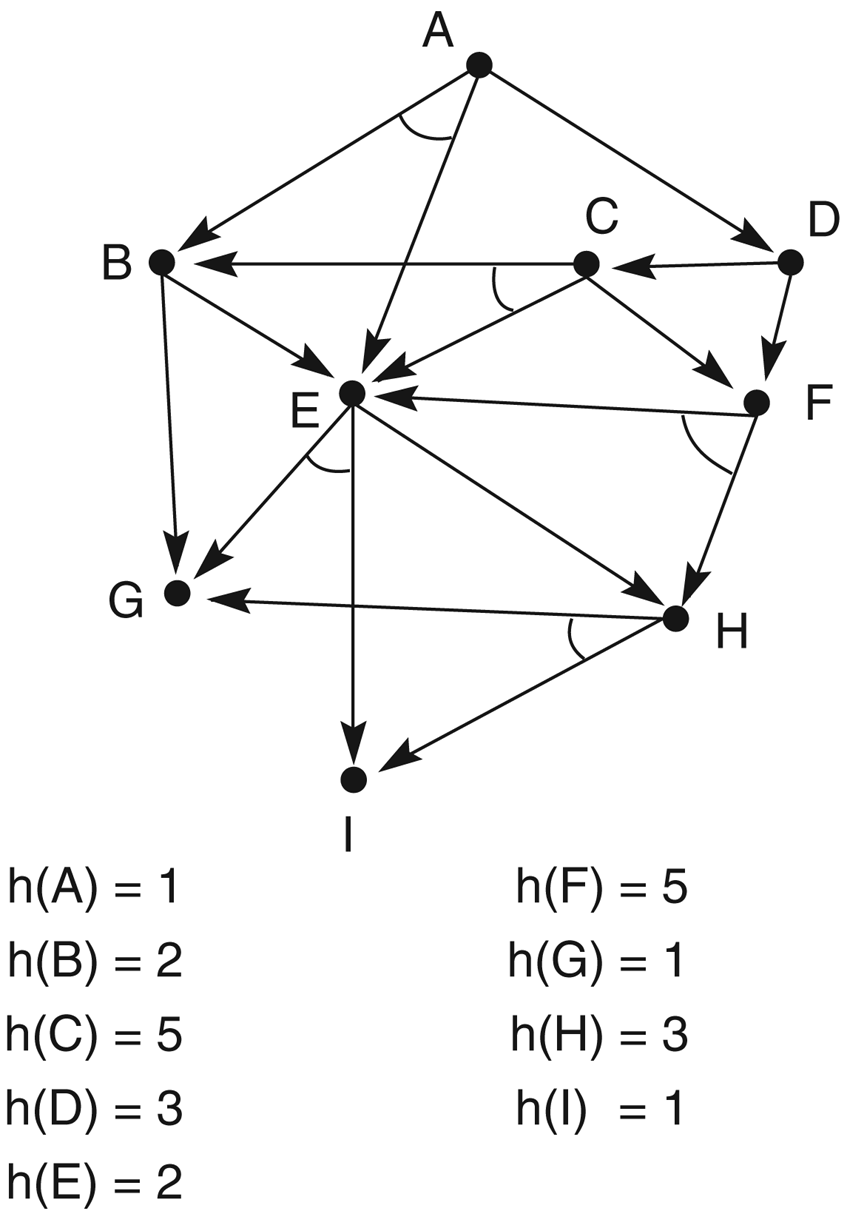 A
C
D
B
E
F
G
H
I
h(A) = 1
h(F) = 5
h(B) = 2
h(G) = 1
h(C) = 5
h(H) = 3
h(D) = 3
h(I) = 1
h(E) = 2